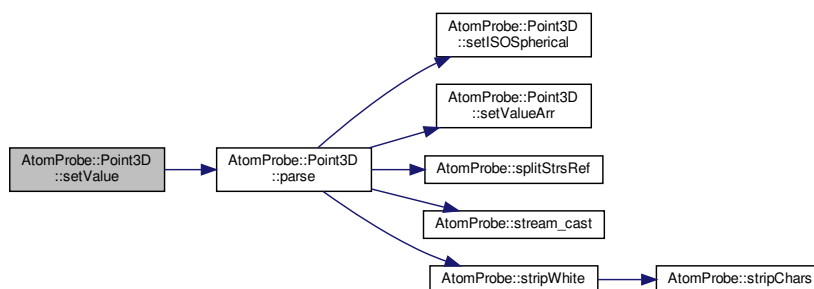 AtomProbe::Point3D
::setISOSpherical
AtomProbe::Point3D
::setValueArr
AtomProbe::Point3D
::setValue
AtomProbe::Point3D
::parse
AtomProbe::splitStrsRef
AtomProbe::stream_cast
AtomProbe::stripWhite
AtomProbe::stripChars